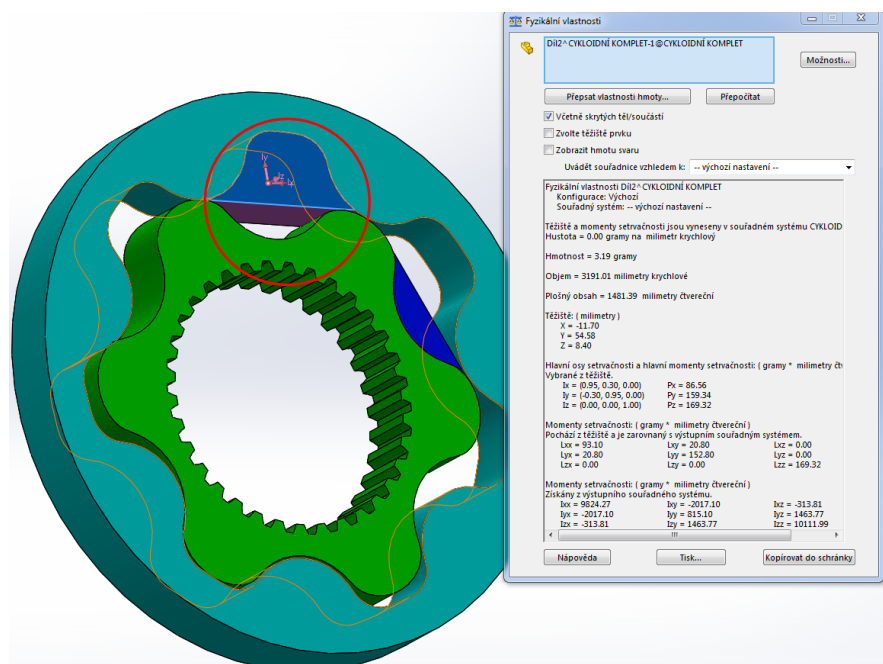 Fyzikální vlastnosti
Díl2^CYKLOIDNÍ KOMPLET-1@CYKLOIDNÍ KOMPLET
Možnosti...
Přepsat vlastnosti hmoty...
Přepočítat
Včetně skrytých těl/součástí
Zvolte těžiště prvku
Zobrazit hmotu svaru
Uvádět souřadnice vzhledem k: -- výchozí nastavení --
Fyzikální vlastnosti Díl2^CYKLOIDNÍ KOMPLET
Konfigurace: Výchozí
Souřadný systém: -- výchozí nastavení --
Těžiště a momenty setrvačnosti jsou vyneseny v souřadném systému CYKLOID
Hustota = 0.00 gramy na milimetr krychlový
Hmotnost = 3.19 gramy
Objem = 3191.01 milimetry krychlové
Plošný obsah = 1481.39 milimetry čtvereční
Těžiště: ( milimetry )
X = -11.70
Y = 54.58
Z = 8.40
Hlavní osy setrvačnosti a hlavní momenty setrvačnosti: ( gramy * milimetry čtv
Vybrané z těžiště.
Ix = (0.95, 0.30, 0.00) Px = 86.56
Iy = (-0.30, 0.95, 0.00) Py = 159.34
Iz = (0.00, 0.00, 1.00) Pz = 169.32
Momenty setrvačnosti: ( gramy * milimetry čtvereční )
Pochází z těžiště a je zarovnaný s výstupním souřadným systémem.
Lxx = 93.10 Lxy = 20.80 Lxz = 0.00
Lyx = 20.80 Lyy = 152.80 Lyz = 0.00
Lzx = 0.00 Lzy = 0.00 Lzz = 169.32
Momenty setrvačnosti: ( gramy * milimetry čtvereční )
Získány z výstupního souřadného systému.
Ixx = 9824.27 Ixy = -2017.10 Ixz = -313.81
Iyx = -2017.10 Iyy = 815.10 Iyz = 1463.77
Izx = -313.81 Izy = 1463.77 Izz = 10111.99
Nápověda
Tisk...
Kopírovat do schránky